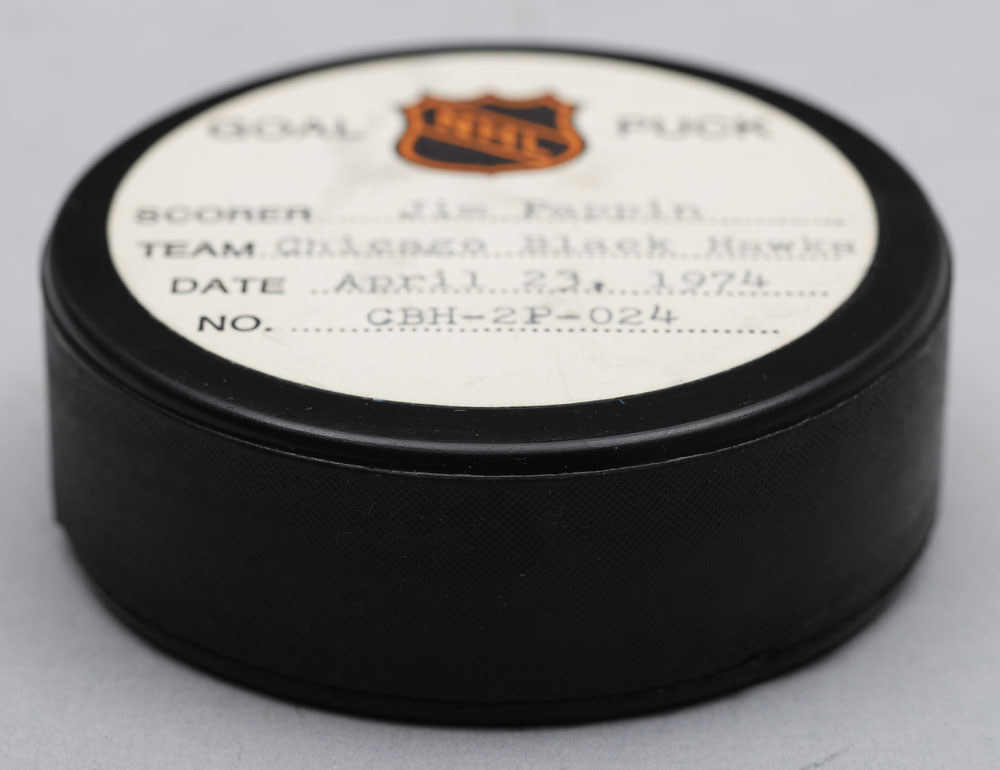 GOAL NHL PUCK
SCORER Jim Pappin
TEAM Chicago Black Hawks
DATE April 23, 1974
NO. CBH-2P-024